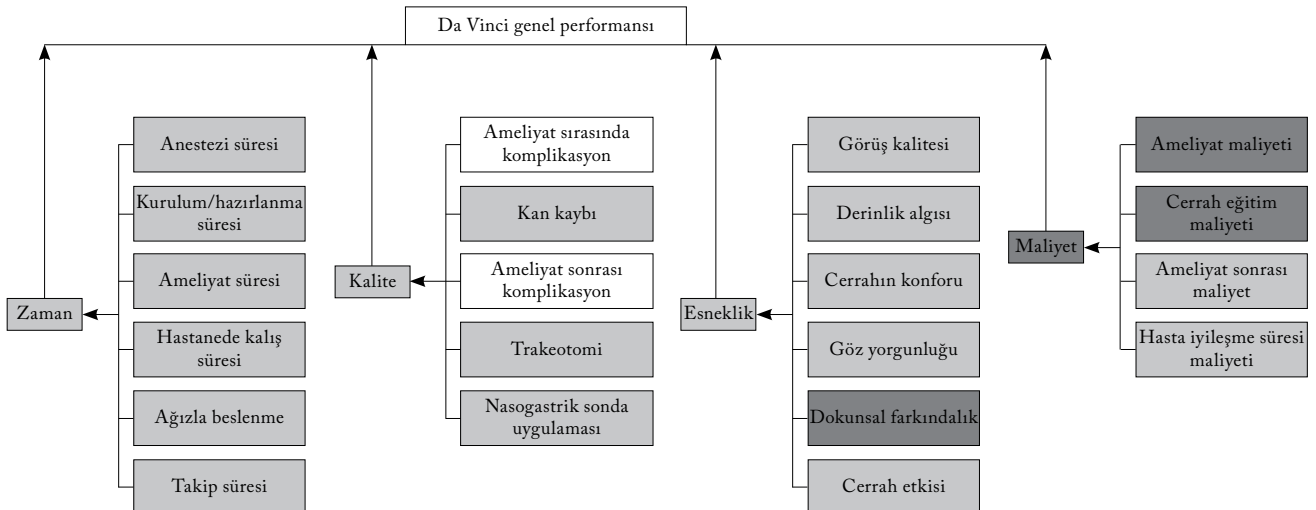 Da Vinci genel performansı
Zaman
Anestezi süresi
Kurulum/hazırlanma
süresi
Ameliyat süresi
Hastanede kalış
süresi
Ağızla beslenme
Takip süresi
Kalite
Ameliyat sırasında
komplikasyon
Kan kaybı
Ameliyat sonrası
komplikasyon
Trakeotomi
Nasogastrik sonda
uygulaması
Esneklik
Görüş kalitesi
Derinlik algısı
Cerrahın konforu
Göz yorgunluğu
Dokunsal farkındalık
Cerrah etkisi
Maliyet
Ameliyat maliyeti
Cerrah eğitim
maliyeti
Ameliyat sonrası
maliyet
Hasta iyileşme süresi
maliyeti